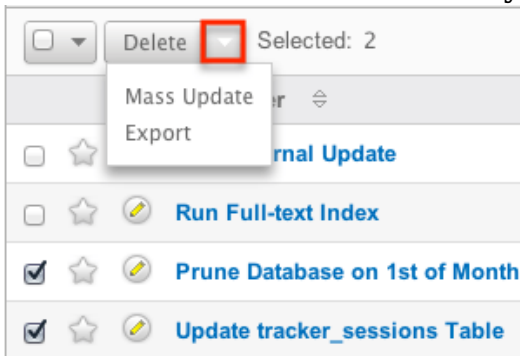 Delete Selected: 2
Mass Update
Export
rnal Update
Run Full-text Index
Prune Database on 1st of Month
Update tracker_sessions Table